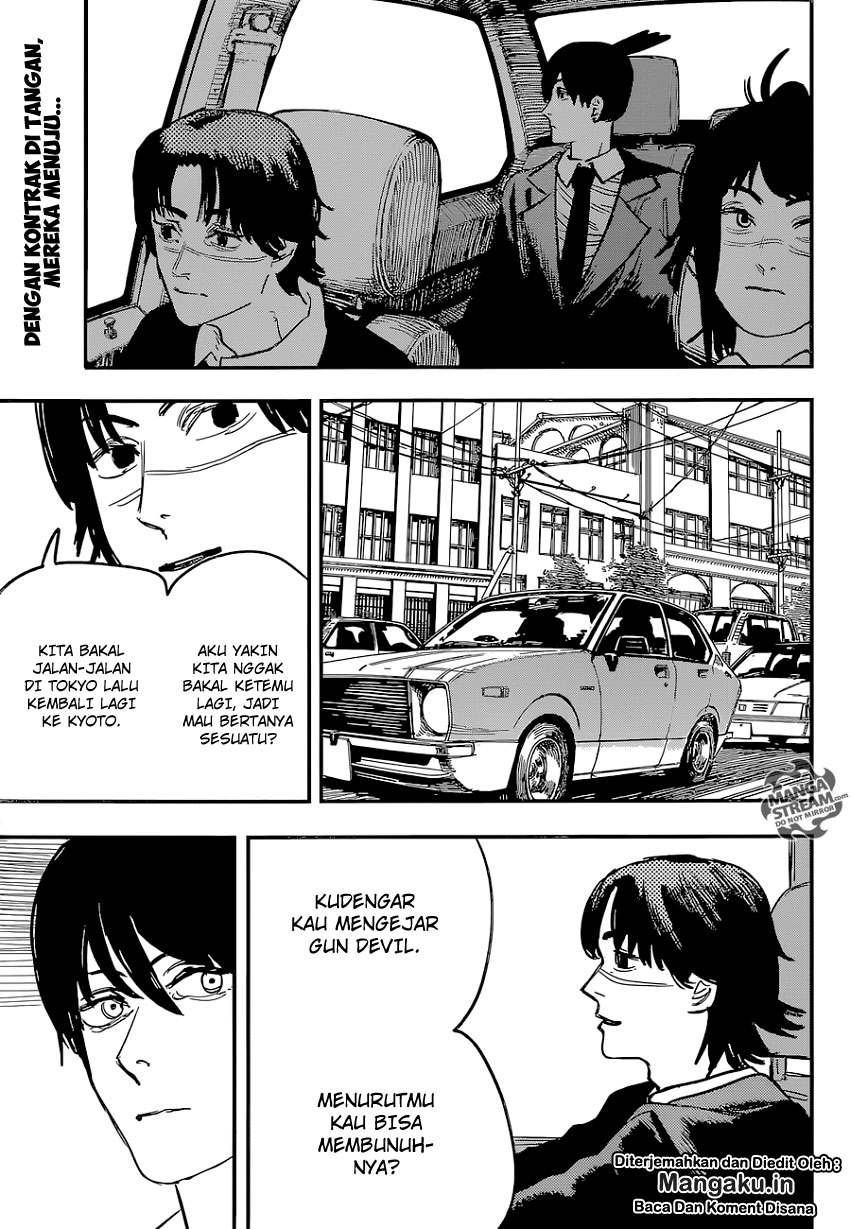 DENGAN KONTRAK DI TANGAN,
MEREKA MENUJU...
AKU YAKIN
KITA NGGAK
BAKAL KETEMU
LAGI, JADI
MAU BERTANYA
SESUATU?
KITA BAKAL
JALAN-JALAN
DI TOKYO LALU
KEMBALI LAGI
KE KYOTO.
MANGA
STREAM.com
DO NOT MIRROR!
KUDENGAR
KAU MENGEJAR
GUN DEVIL.
MENURUTMU
KAU BISA
MEMBUNUH-
NYA?
Diterjemahkan dan Diedit Oleh:
Mangaku.in
Baca Dan Koment Disana